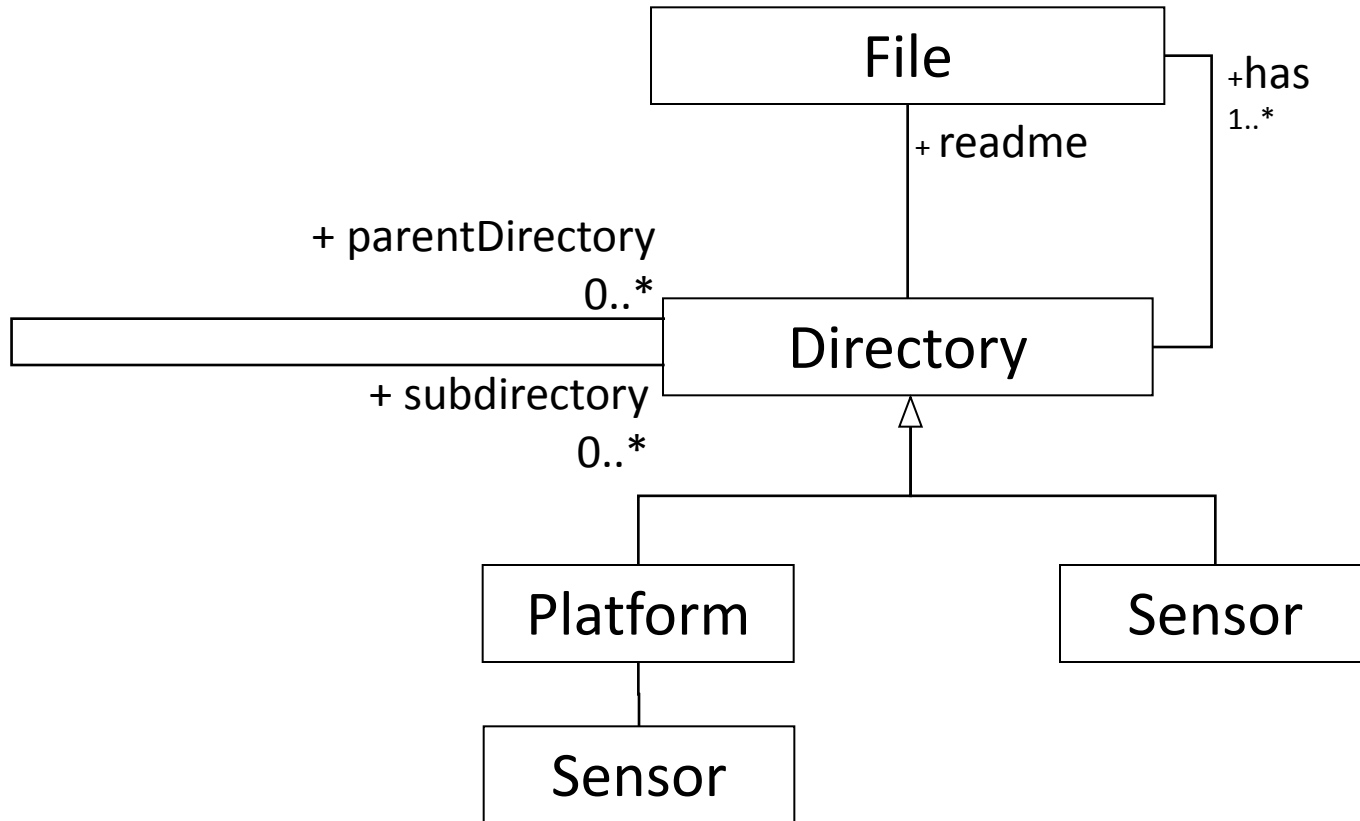 File
+has
1..*
+ readme
+ parentDirectory
0..*
Directory
+ subdirectory
0..*
Platform
Sensor
Sensor